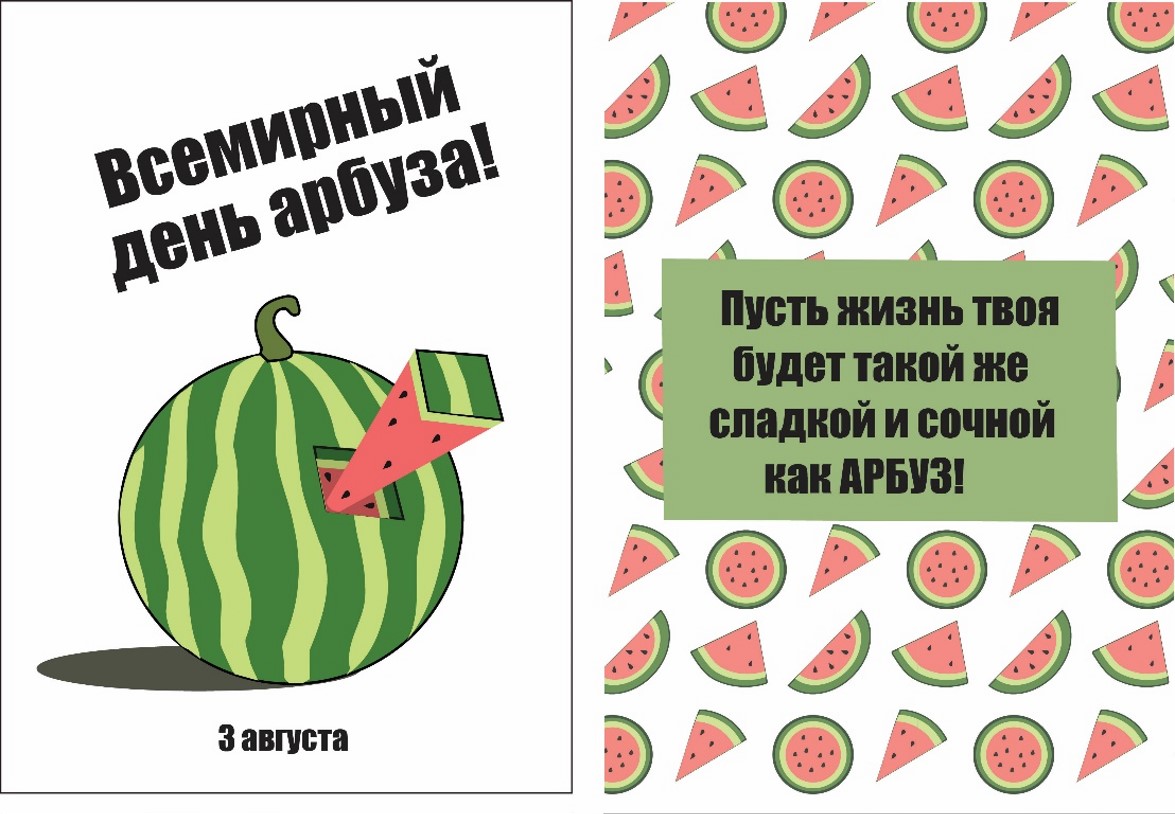 Всемирный
день арбуза!
3 августа
Пусть жизнь твоя
будет такой же
сладкой и сочной
как АРБУЗ!